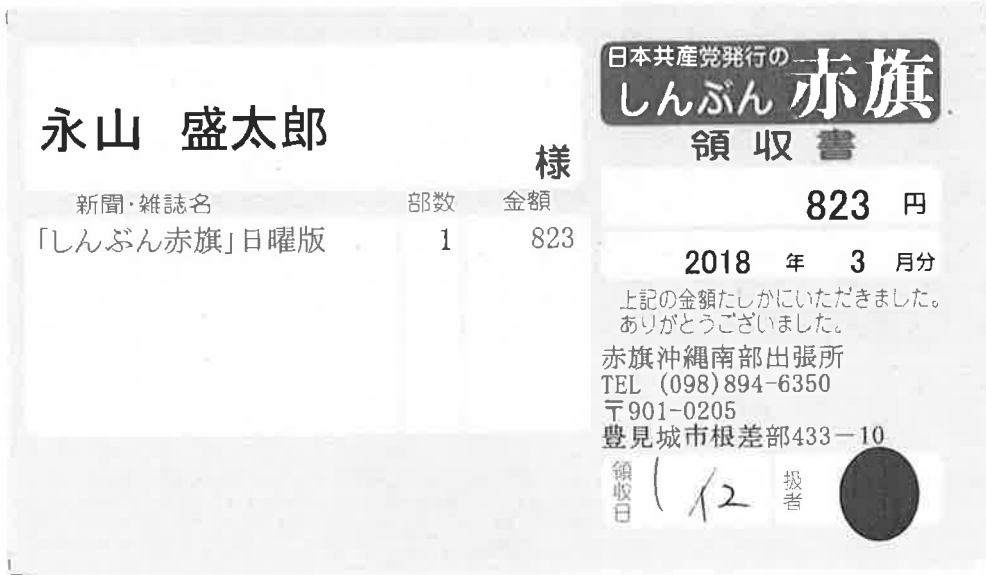 永山 盛太郎 様
新聞・雑誌名 部数 金額
「しんぶん赤旗」日曜版 1 823
日本共産党発行の
しんぶん 赤旗
領収書
823 円
2018 年 3 月分
上記の金額たしかにいただきました。
ありがとうございました。
赤旗沖縄南部出張所
TEL (098)894-6350
〒901-0205
豊見城市根差部433-10
領収日
扱者